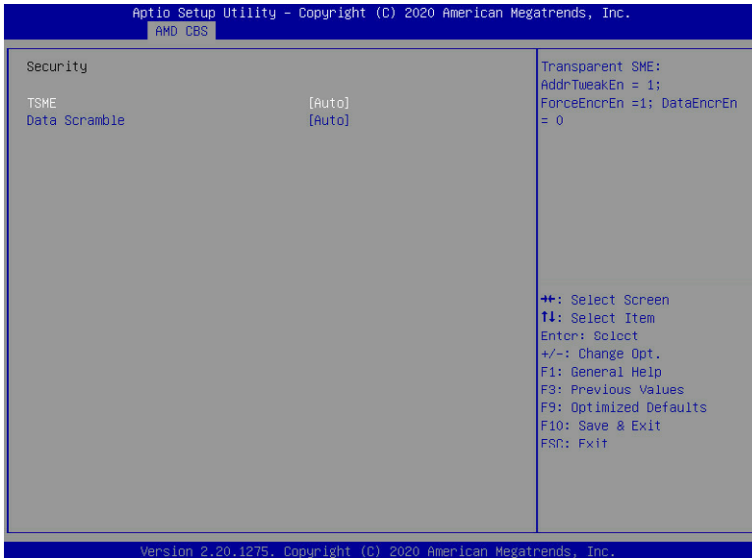 Aptio Setup Utility – Copyright (C) 2020 American Megatrends, Inc.
AMD CBS
Security
TSME [Auto]
Data Scramble [Auto]
Transparent SME:
AddrTweakEn = 1;
ForceEncrEn =1; DataEncrEn
= 0
→←: Select Screen
↑↓: Select Item
Enter: Select
+/-: Change Opt.
F1: General Help
F3: Previous Values
F9: Optimized Defaults
F10: Save & Exit
ESC: Exit
Version 2.20.1275. Copyright (C) 2020 American Megatrends, Inc.